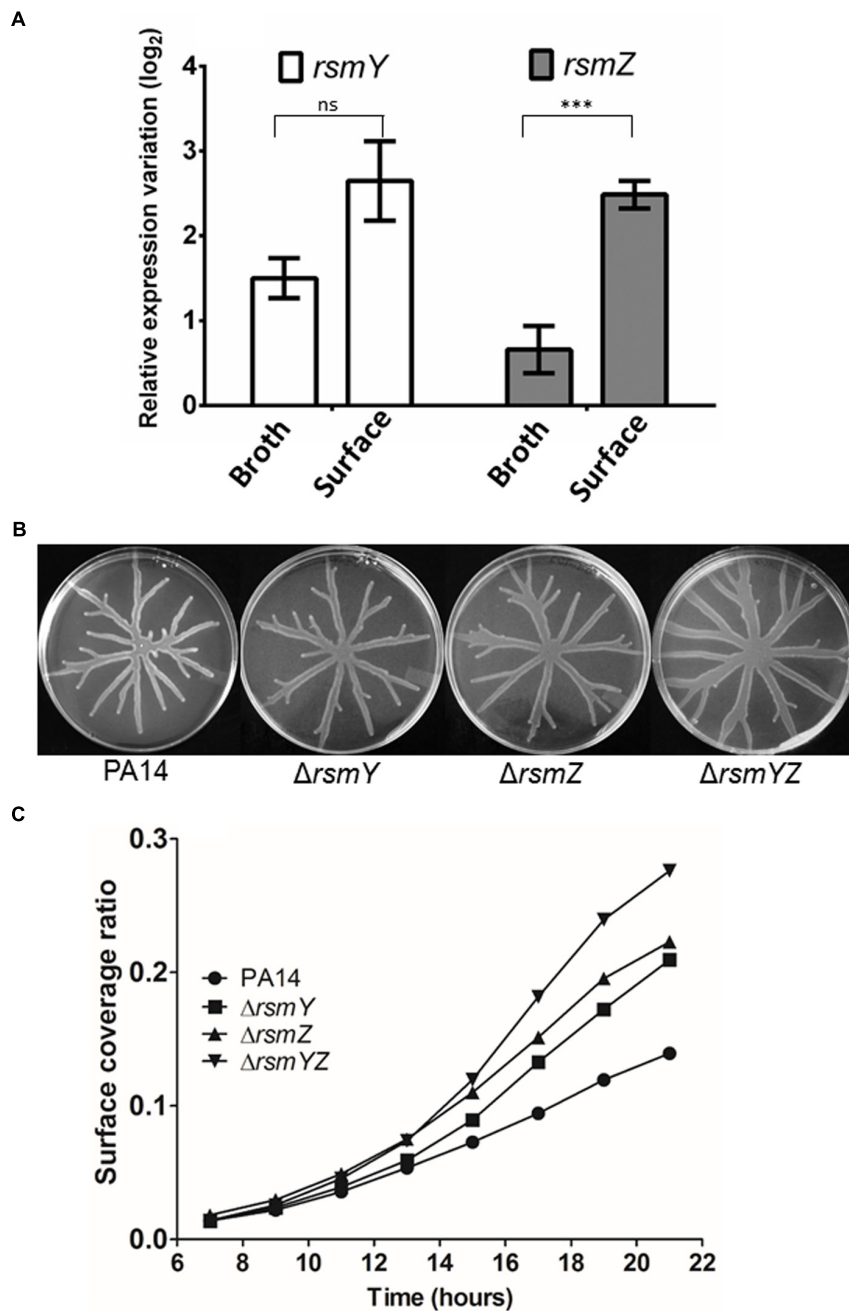 A
Relative expression variation (log2)
4
3
2
1
0
rsmY
rsmZ
ns
***
Broth
Surface
Broth
Surface
B
PA14
ΔrsmY
ΔrsmZ
ΔrsmYZ
C
Surface coverage ratio
0.3
0.2
0.1
0.0
PA14
ΔrsmY
ΔrsmZ
ΔrsmYZ
6 8 10 12 14 16 18 20 22
Time (hours)